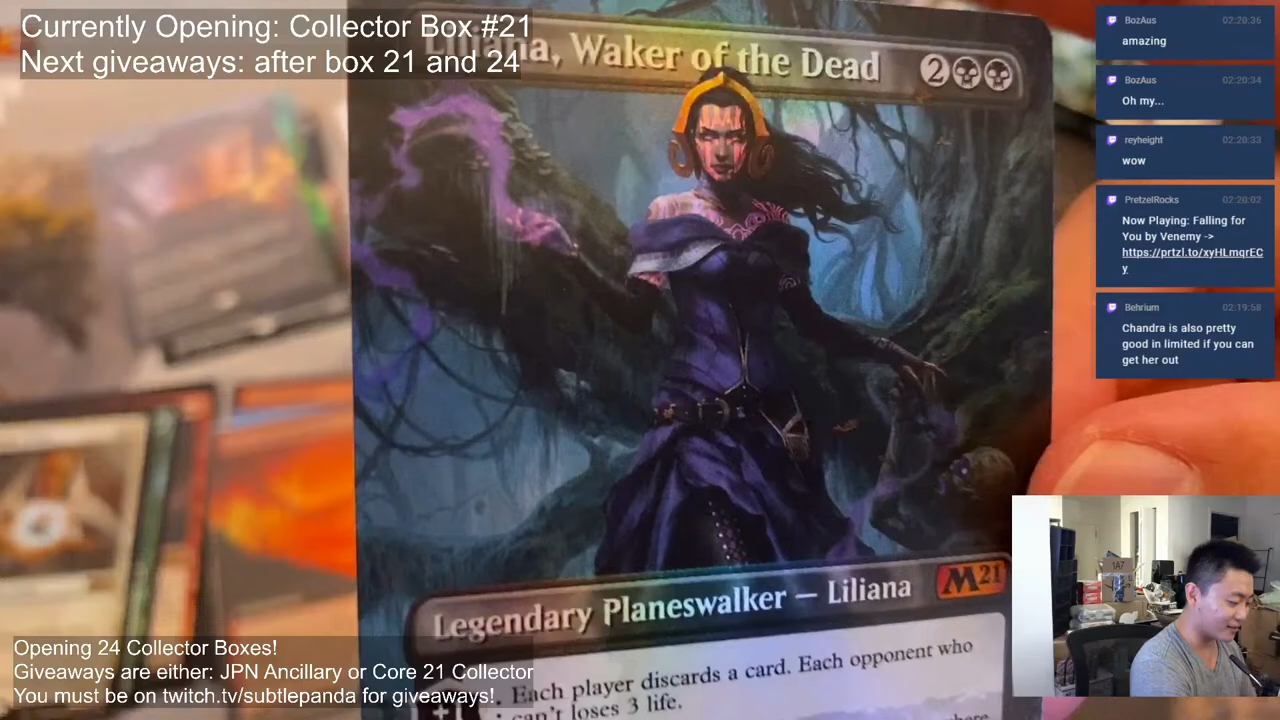 Currently Opening: Collector Box #21
Next giveaways: after box 21 and 24
Liliana, Waker of the Dead
2
Legendary Planeswalker — Liliana
M21
+1
: Each player discards a card. Each opponent who
can't loses 3 life.
BozAus 02:20:36
amazing
BozAus 02:20:34
Oh my...
reyheight 02:20:33
wow
PretzelRocks 02:20:02
Now Playing: Falling for
You by Venemy ->
https://prtzl.to/xyHLmqrEC
y
Behrium 02:19:58
Chandra is also pretty
good in limited if you can
get her out
1A7
Opening 24 Collector Boxes!
Giveaways are either: JPN Ancillary or Core 21 Collector
You must be on twitch.tv/subtlepanda for giveaways!